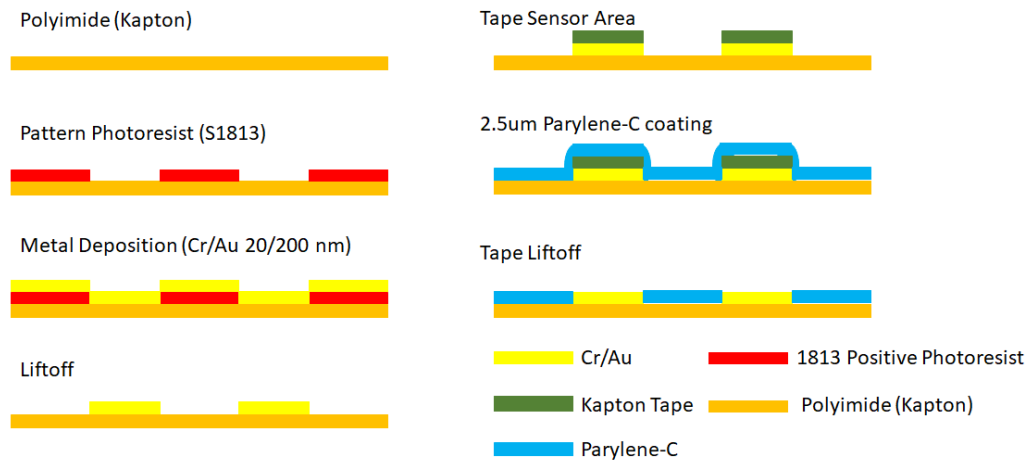 Polyimide (Kapton)
Pattern Photoresist (S1813)
Metal Deposition (Cr/Au 20/200 nm)
Liftoff
Tape Sensor Area
2.5um Parylene-C coating
Tape Liftoff
Cr/Au
1813 Positive Photoresist
Kapton Tape
Polyimide (Kapton)
Parylene-C